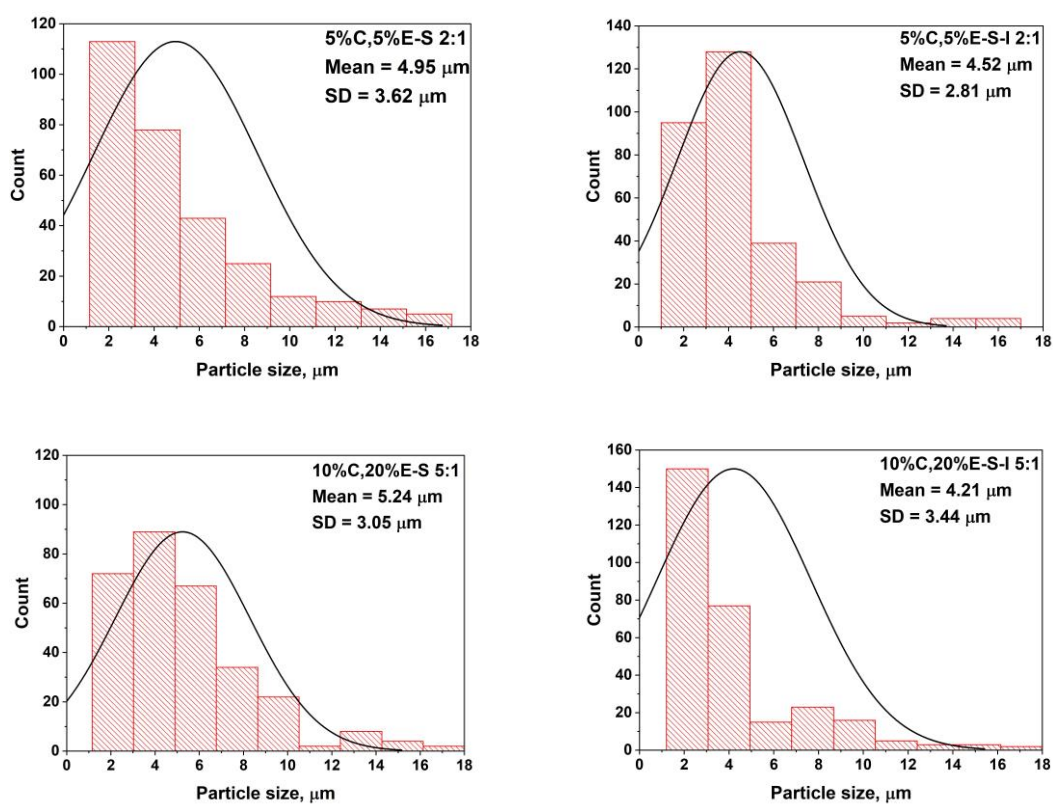 5%C,5%E-S 2:1
Mean = 4.95 μm
SD = 3.62 μm
Count
120
100
80
60
40
20
0
0 2 4 6 8 10 12 14 16 18
Particle size, μm
5%C,5%E-S-I 2:1
Mean = 4.52 μm
SD = 2.81 μm
Count
140
120
100
80
60
40
20
0
0 2 4 6 8 10 12 14 16 18
Particle size, μm
10%C,20%E-S 5:1
Mean = 5.24 μm
SD = 3.05 μm
Count
120
100
80
60
40
20
0
0 2 4 6 8 10 12 14 16 18
Particle size, μm
10%C,20%E-S-I 5:1
Mean = 4.21 μm
SD = 3.44 μm
Count
160
140
120
100
80
60
40
20
0
0 2 4 6 8 10 12 14 16 18
Particle size, μm